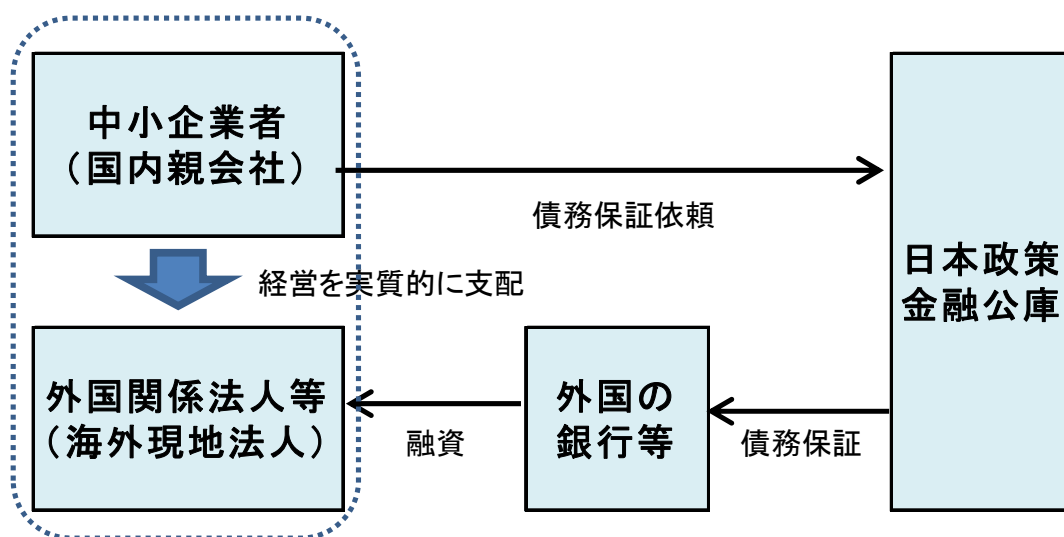 中小企業者
（国内親会社）
債務保証依頼
日本政策
金融公庫
経営を実質的に支配
外国関係法人等
（海外現地法人）
融資
外国の
銀行等
債務保証